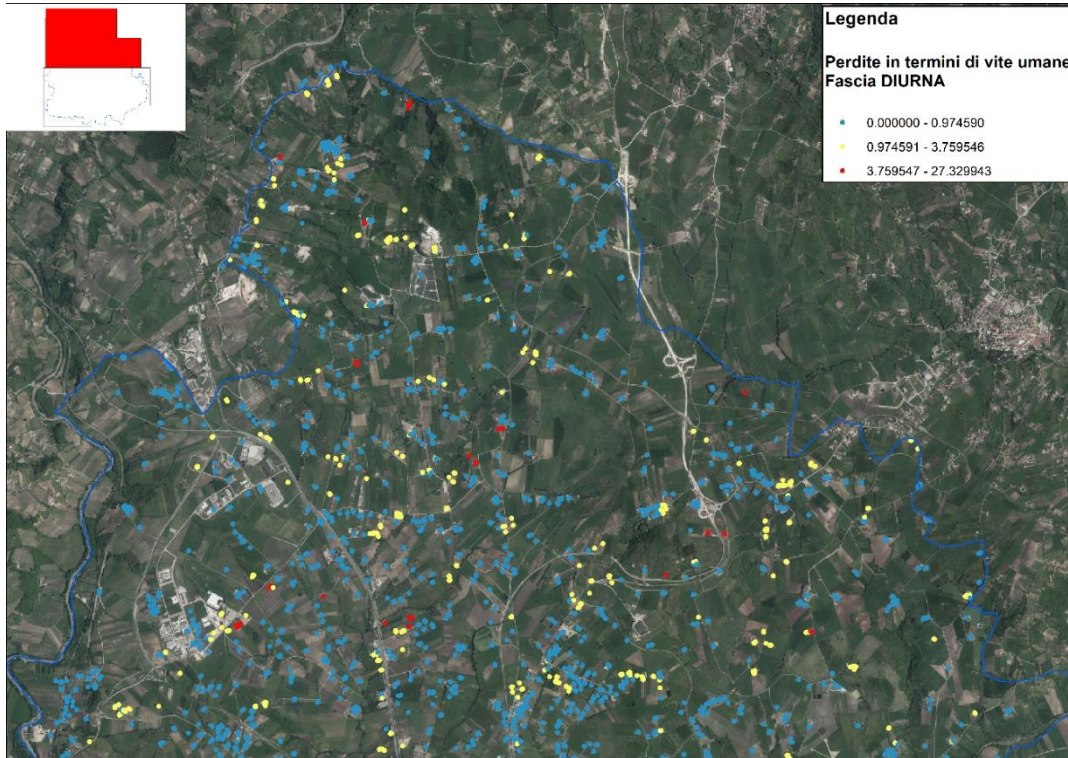 Legenda
Perdite in termini di vite umane
Fascia DIURNA
0.000000 - 0.974590
0.974591 - 3.759546
3.759547 - 27.329943